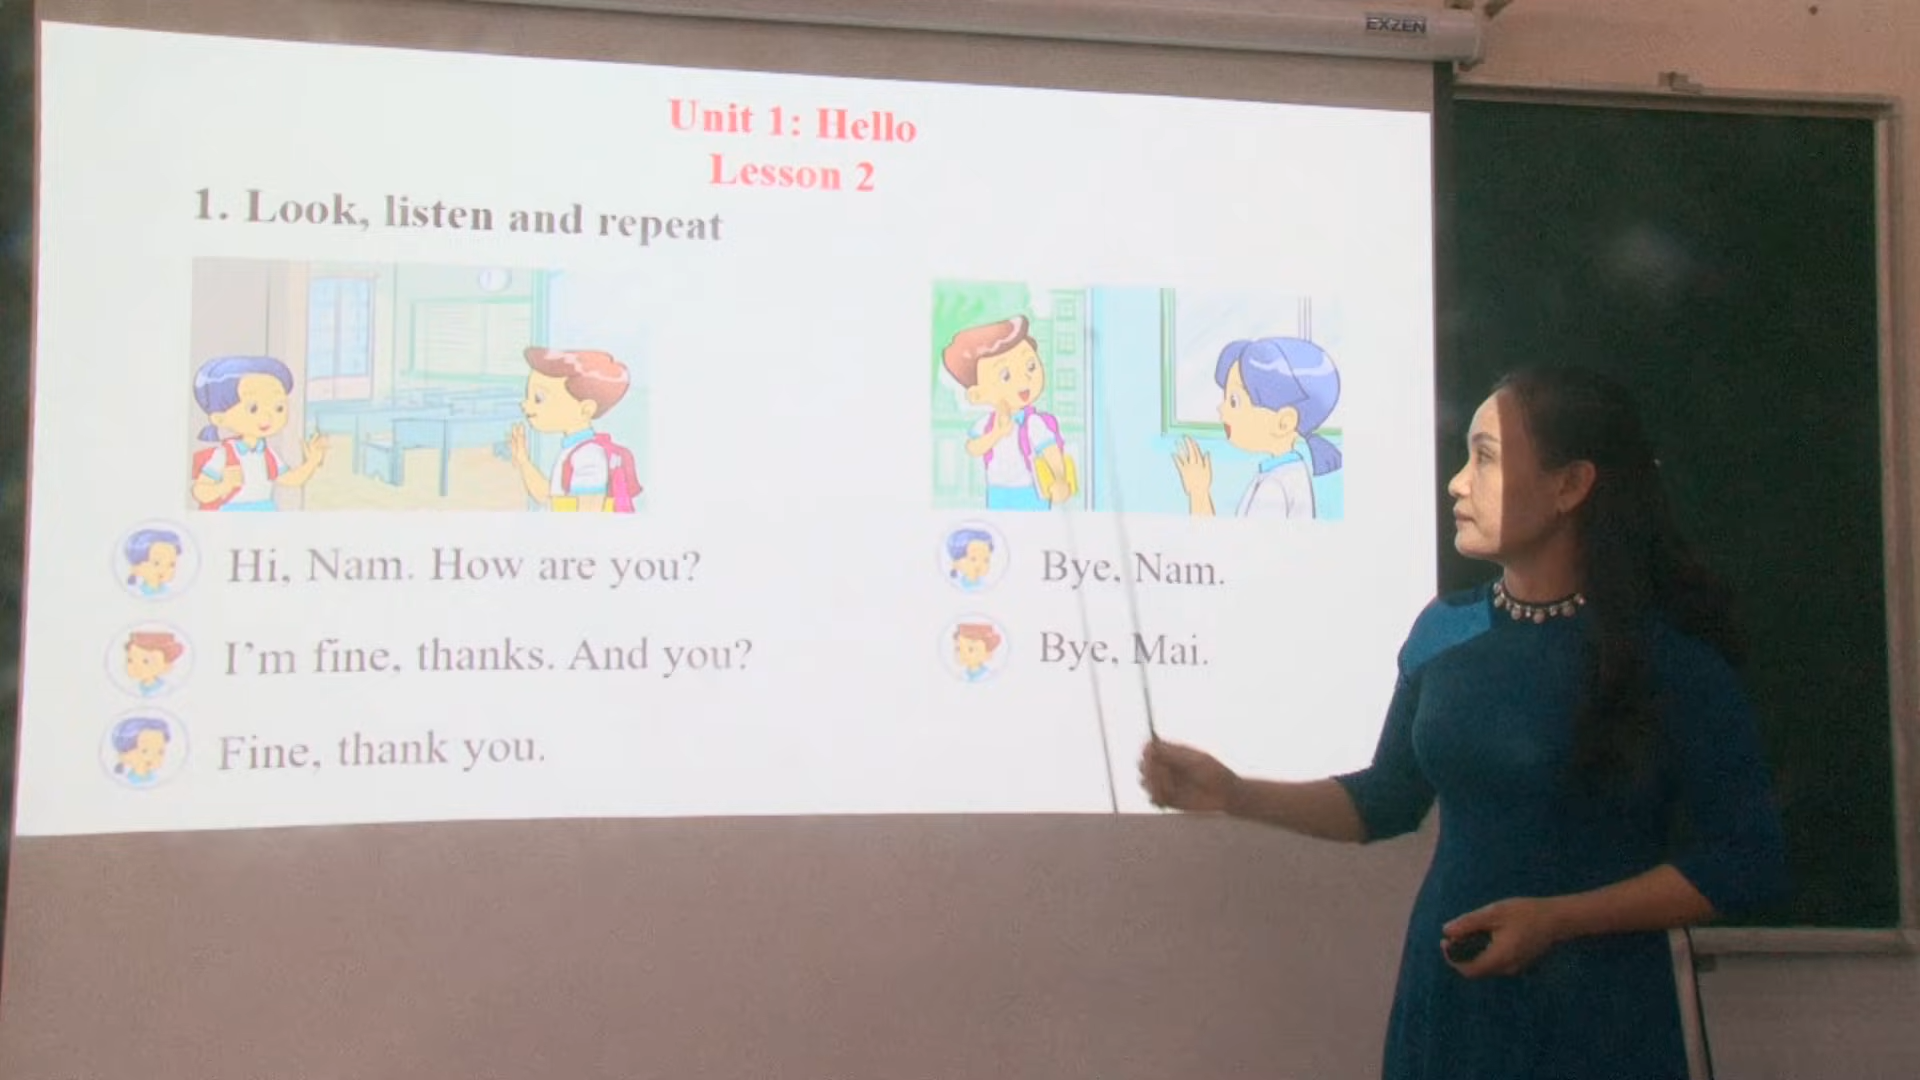 EXZEN
Unit 1: Hello
Lesson 2
1. Look, listen and repeat
Hi, Nam. How are you?
I'm fine, thanks. And you?
Fine, thank you.
Bye, Nam.
Bye, Mai.